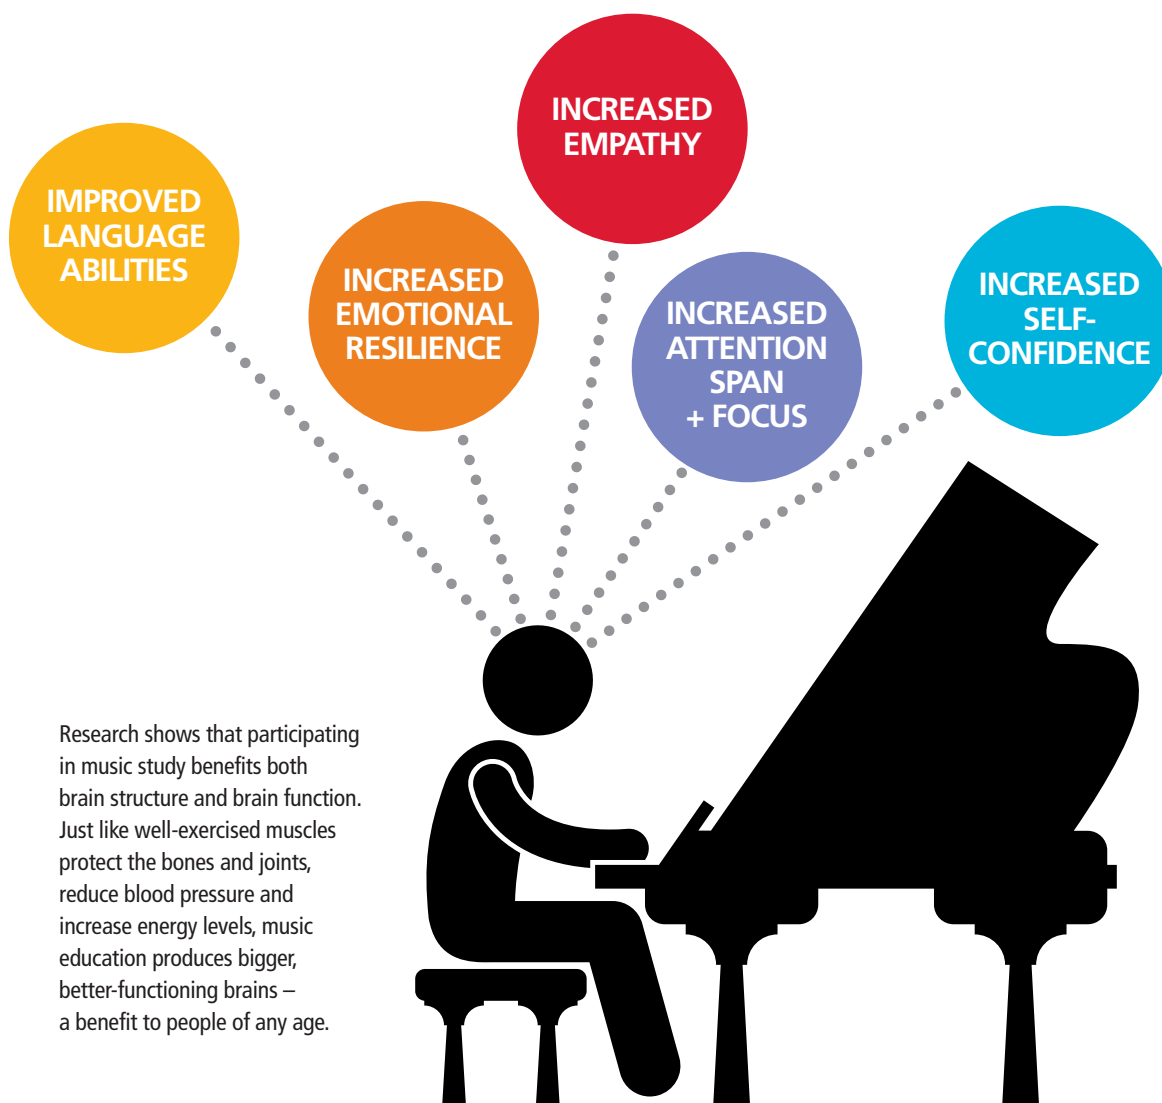 INCREASED
EMPATHY
IMPROVED
LANGUAGE
ABILITIES
INCREASED
EMOTIONAL
RESILIENCE
INCREASED
ATTENTION
SPAN
+ FOCUS
INCREASED
SELF-
CONFIDENCE
Research shows that participating
in music study benefits both
brain structure and brain function.
Just like well-exercised muscles
protect the bones and joints,
reduce blood pressure and
increase energy levels, music
education produces bigger,
better-functioning brains –
a benefit to people of any age.